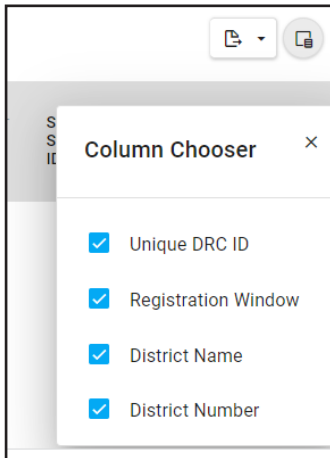 Column Chooser
Unique DRC ID
Registration Window
District Name
District Number